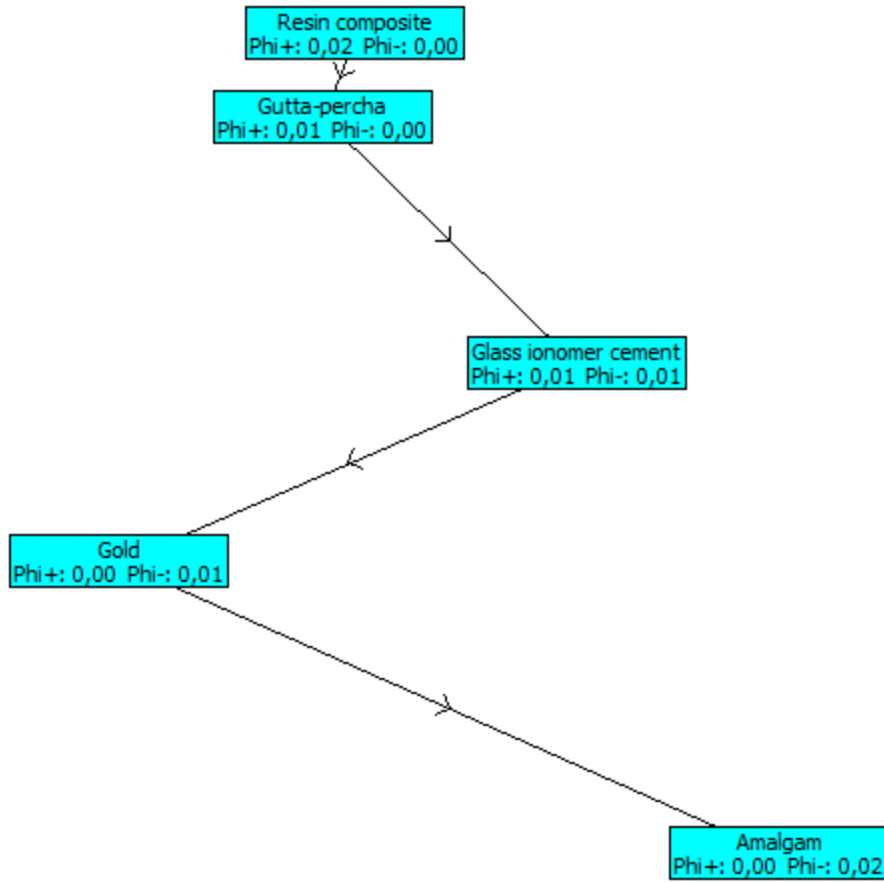 Resin composite
Phi+: 0,02 Phi-: 0,00
Gutta-percha
Phi+: 0,01 Phi-: 0,00
Glass ionomer cement
Phi+: 0,01 Phi-: 0,01
Gold
Phi+: 0,00 Phi-: 0,01
Amalgam
Phi+: 0,00 Phi-: 0,02